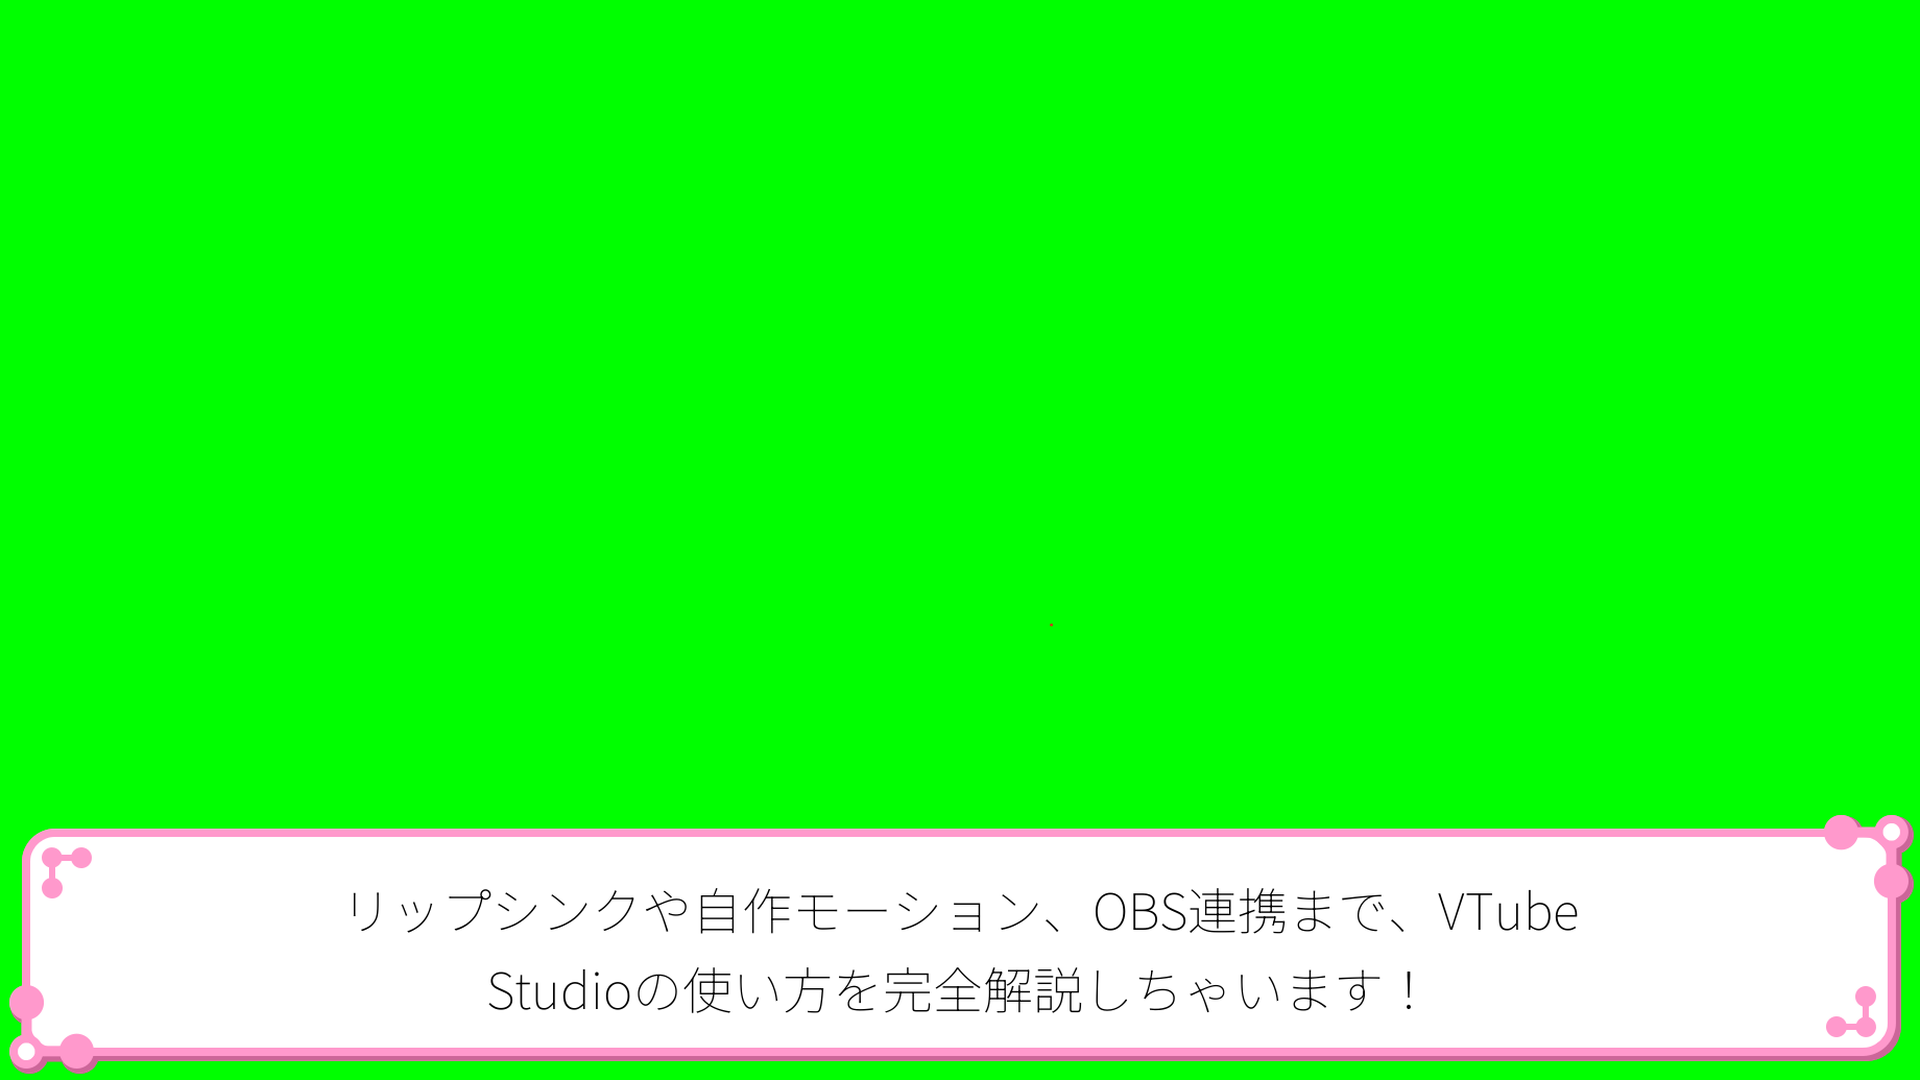 リップシンクや自作モーション、OBS連携まで、VTube
Studioの使い方を完全解説しちゃいます！